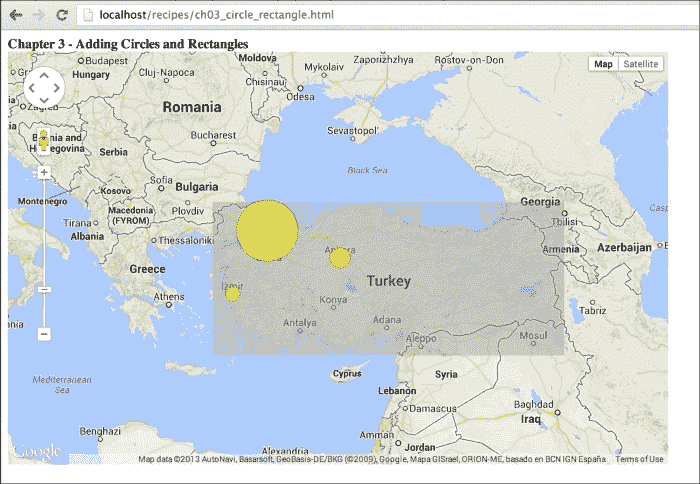 localhost/recipes/ch03_circle_rectangle.html
Chapter 3 - Adding Circles and Rectangles
Map
Satellite
Budapest
Hungary
Cluj-Napoca
Moldova
Chisinau
Mykolaiv
Odesa
Zaporizhzhya
Rostov-on-Don
Zagreb
Romania
Bucharest
Sevastopol'
Serbia
Black Sea
Kosovo
Sofia
Bulgaria
Montenegro
Plovdiv
Macedonia
(FYROM)
Tirana
Albania
Thessaloniki
Georgia
Tbilisi
Armenia
Azerbaijan
Greece
Athens
Izmir
Ankara
Turkey
Konya
Antalya
Adana
Aleppo
Mosul
Tabriz
Cyprus
Syria
Mediterranean
Sea
Lebanon
Damascus
Baghdad
Iraq
Benghazi
Amman
Jordan
Alexandria
Google
Map data ©2013 AutoNavi, Basarsoft, GeoBasis-DE/BKG (©2009), Google, Mapa GISrael, ORION-ME, basado en BCN IGN España
Terms of Use